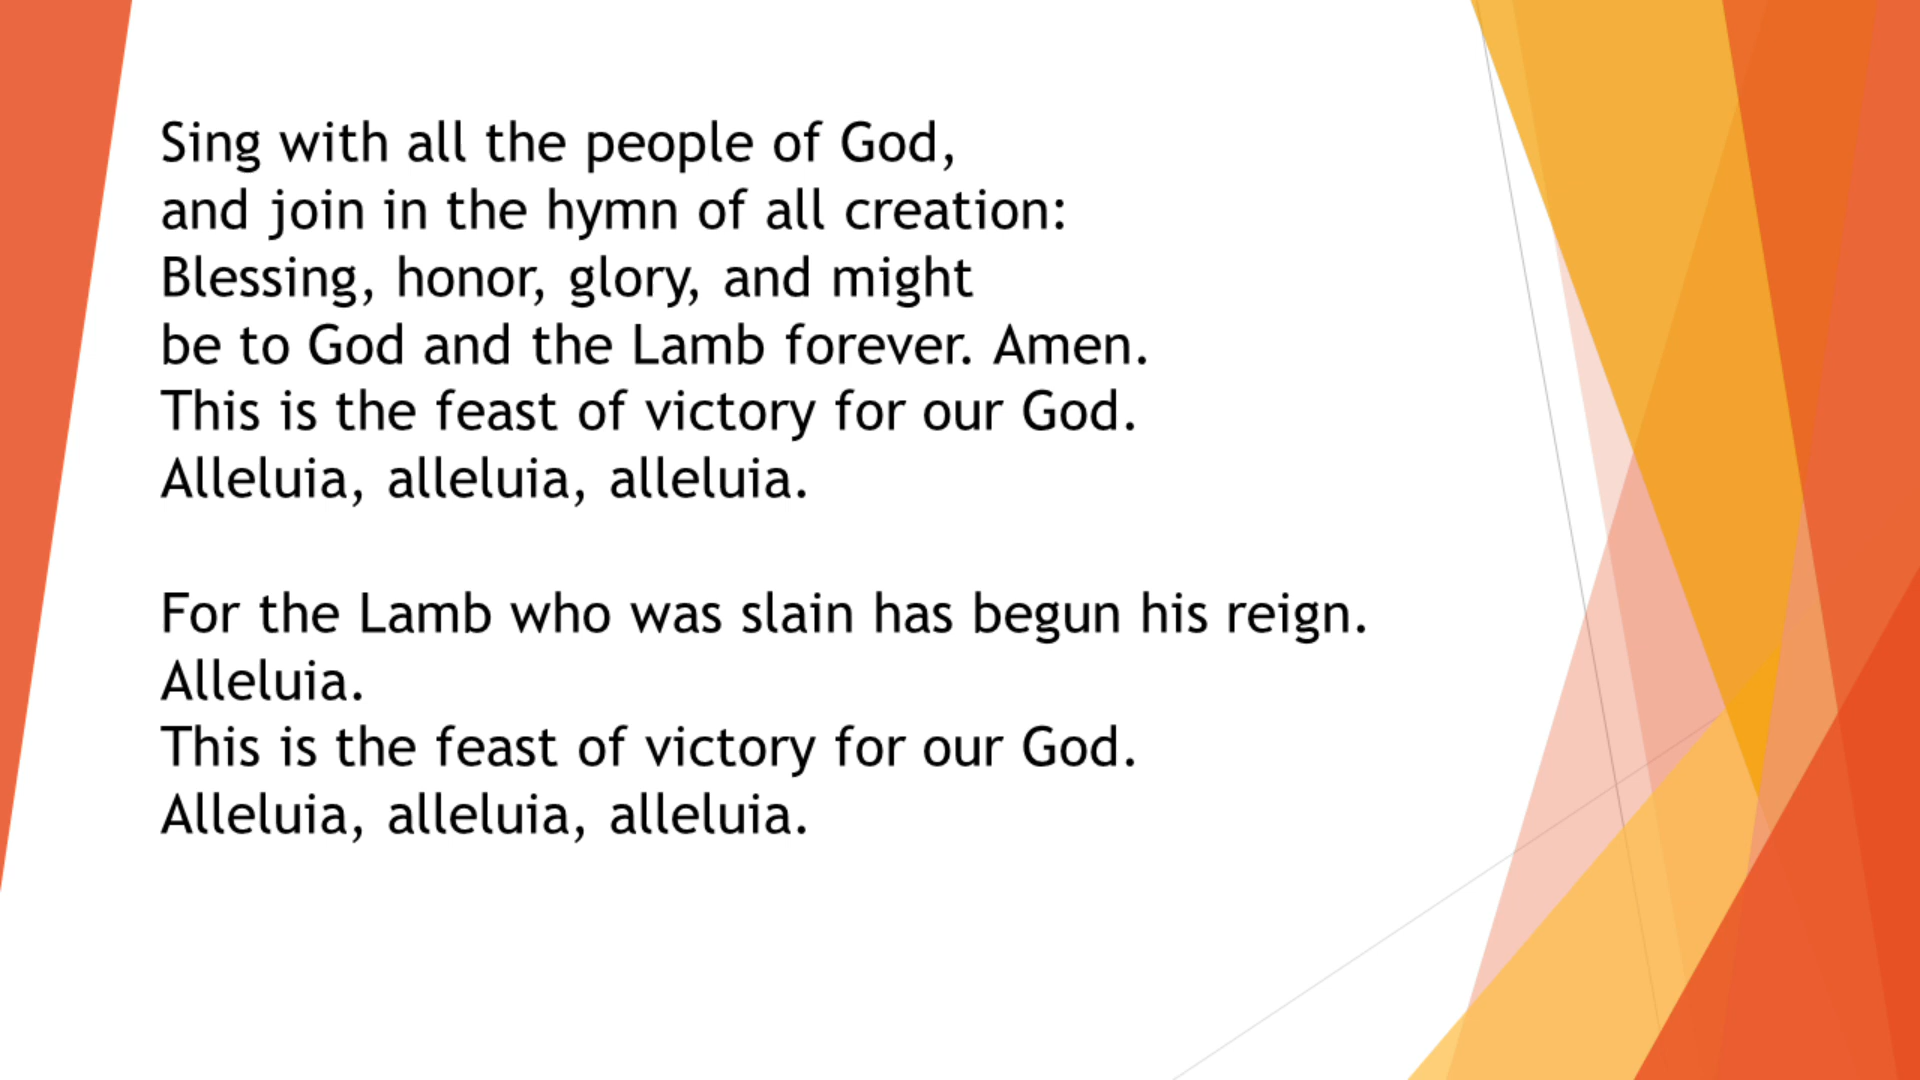 Sing with all the people of God,
and join in the hymn of all creation:
Blessing, honor, glory, and might
be to God and the Lamb forever. Amen.
This is the feast of victory for our God.
Alleluia, alleluia, alleluia.
For the Lamb who was slain has begun his reign.
Alleluia.
This is the feast of victory for our God.
Alleluia, alleluia, alleluia.